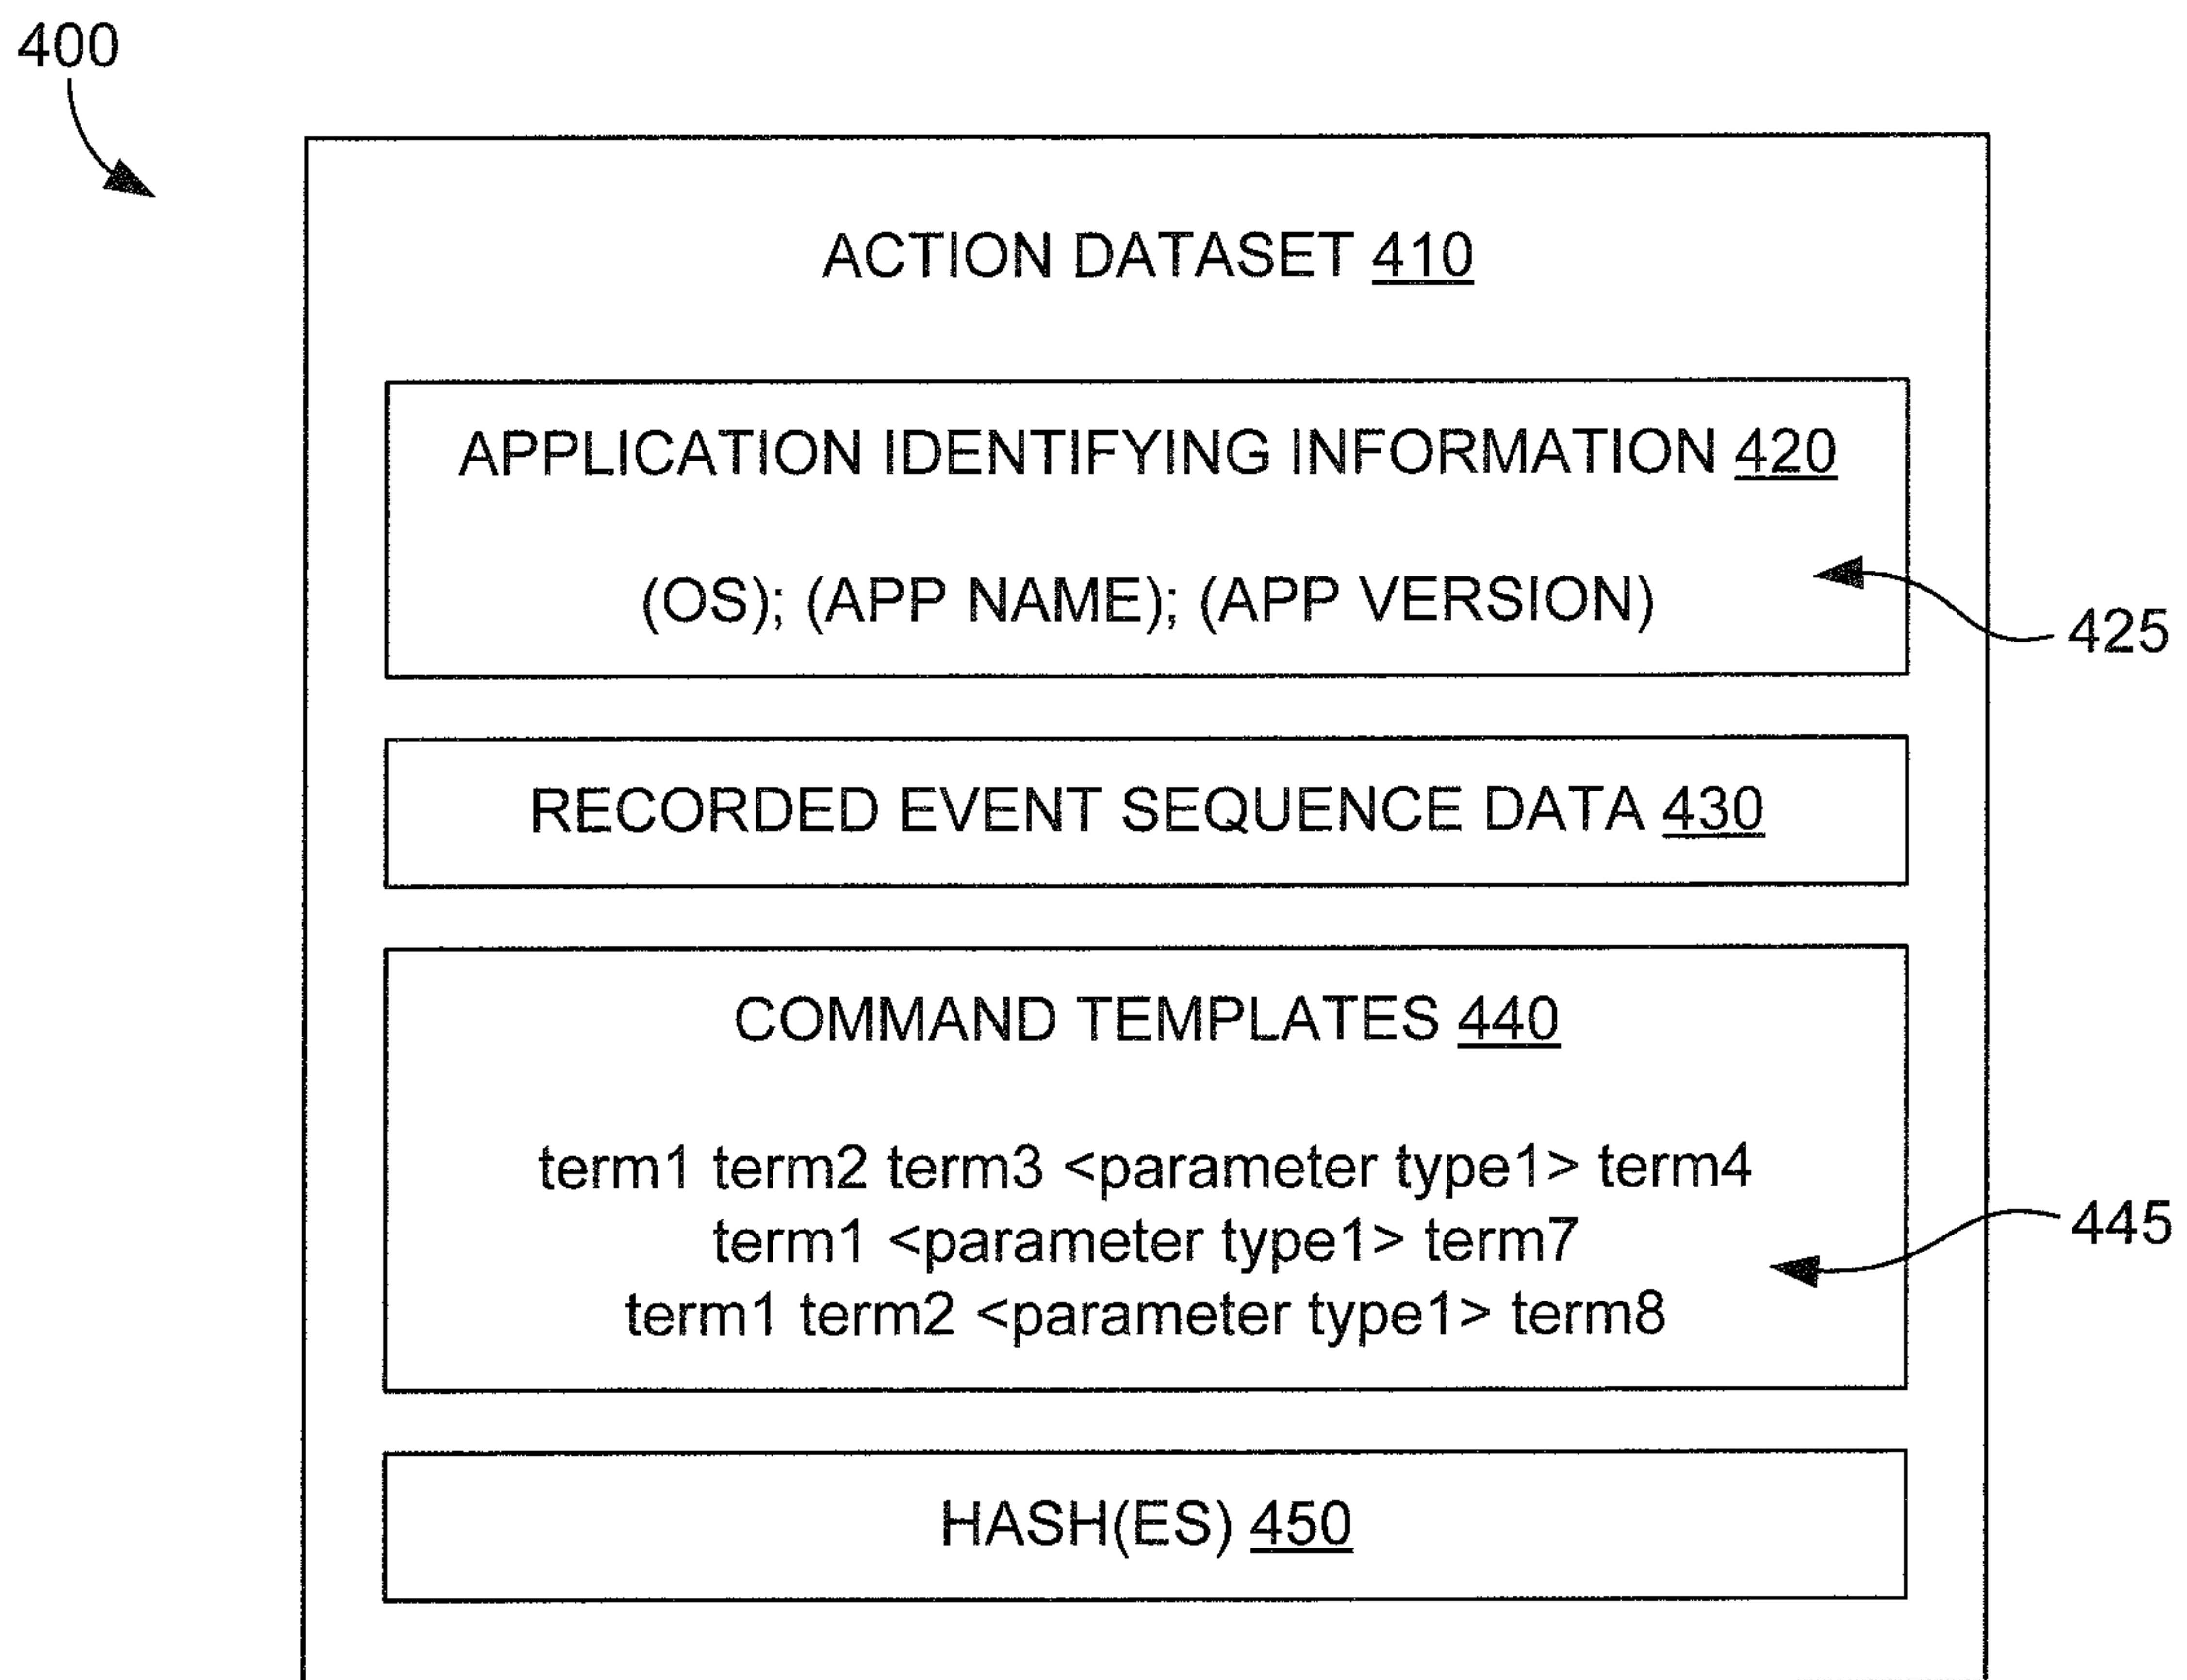 400
ACTION DATASET 410
APPLICATION IDENTIFYING INFORMATION 420
(OS); (APP NAME); (APP VERSION)
425
RECORDED EVENT SEQUENCE DATA 430
COMMAND TEMPLATES 440
term1 term2 term3 <parameter type1> term4
term1 <parameter type1> term7
445
term1 term2 <parameter type1> term8
HASH(ES) 450